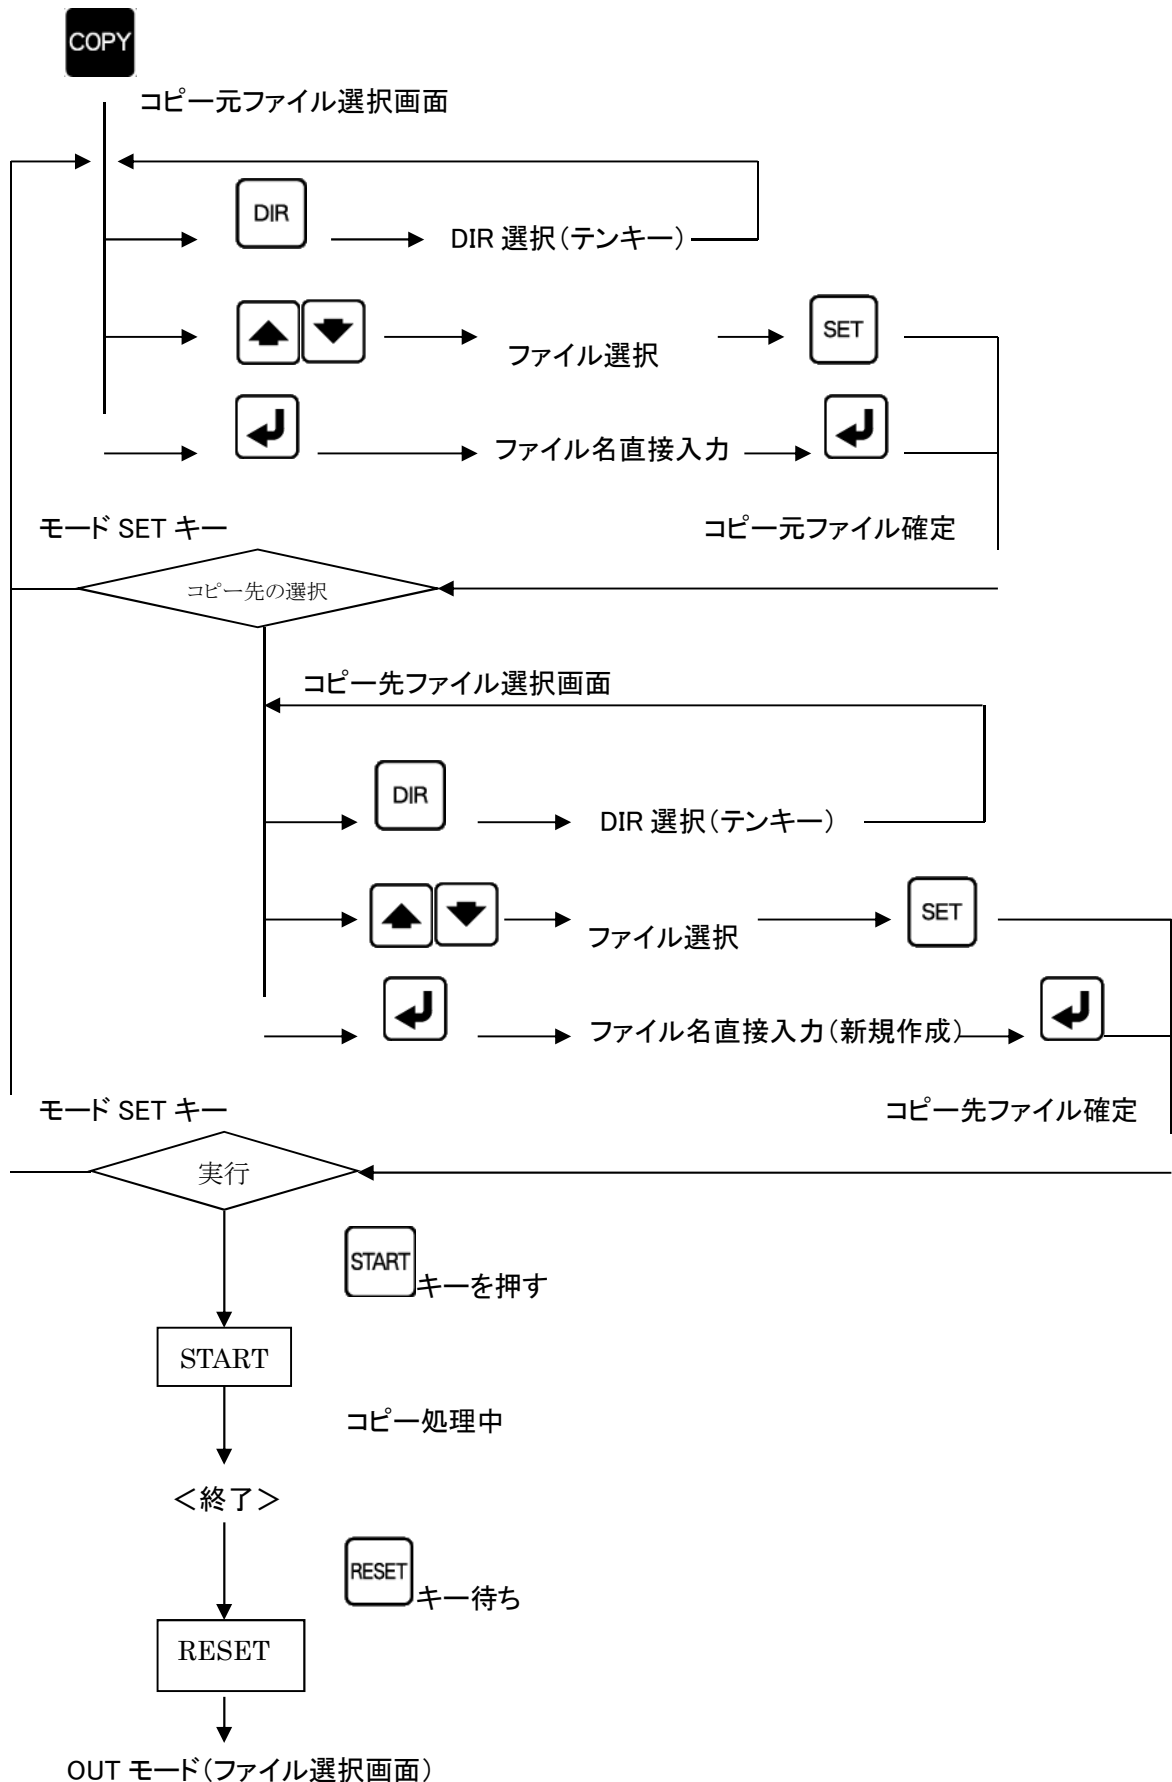 COPY
コピー元ファイル選択画面
DIR
DIR 選択（テンキー）
ファイル選択
SET
ファイル名直接入力
モード SET キー
コピー元ファイル確定
コピー先の選択
コピー先ファイル選択画面
DIR
DIR 選択（テンキー）
ファイル選択
SET
ファイル名直接入力（新規作成）
モード SET キー
コピー先ファイル確定
実行
START キーを押す
START
コピー処理中
＜終了＞
RESET キー待ち
RESET
OUT モード（ファイル選択画面）